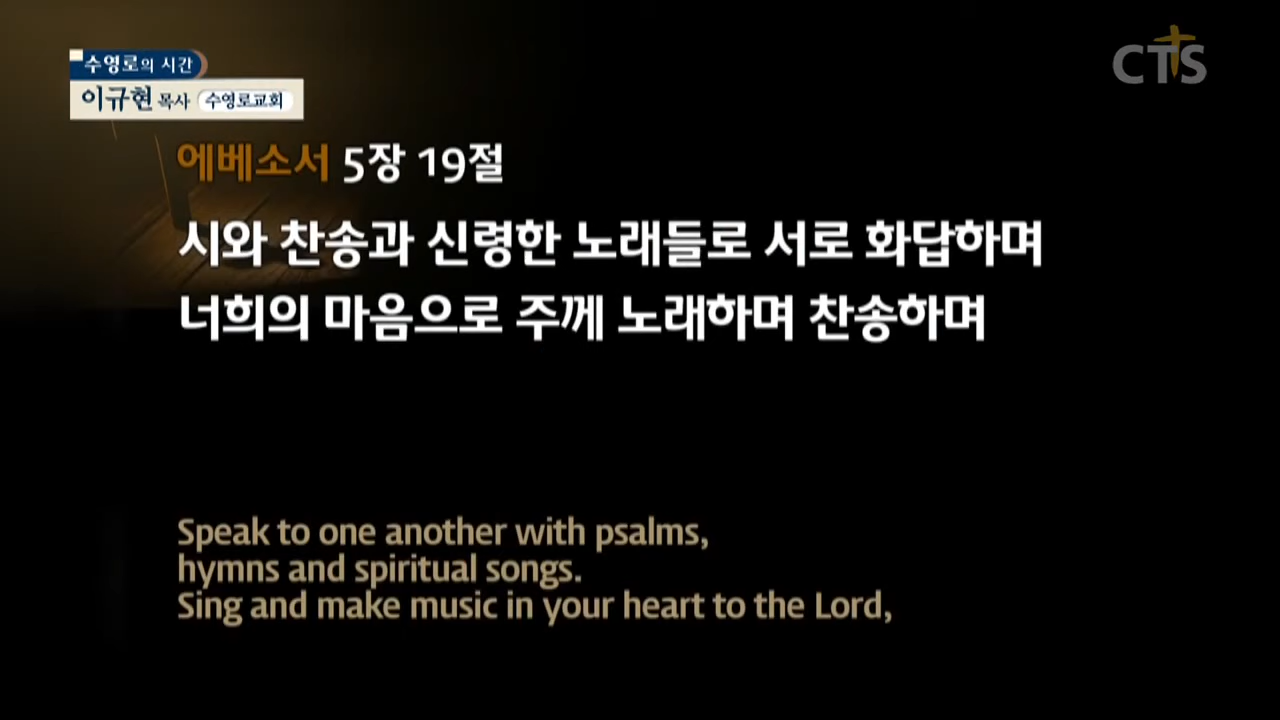 수영로의 시간
이규현 목사 수영로교회
CTS
에베소서 5장 19절
시와 찬송과 신령한 노래들로 서로 화답하며
너희의 마음으로 주께 노래하며 찬송하며
Speak to one another with psalms,
hymns and spiritual songs.
Sing and make music in your heart to the Lord,